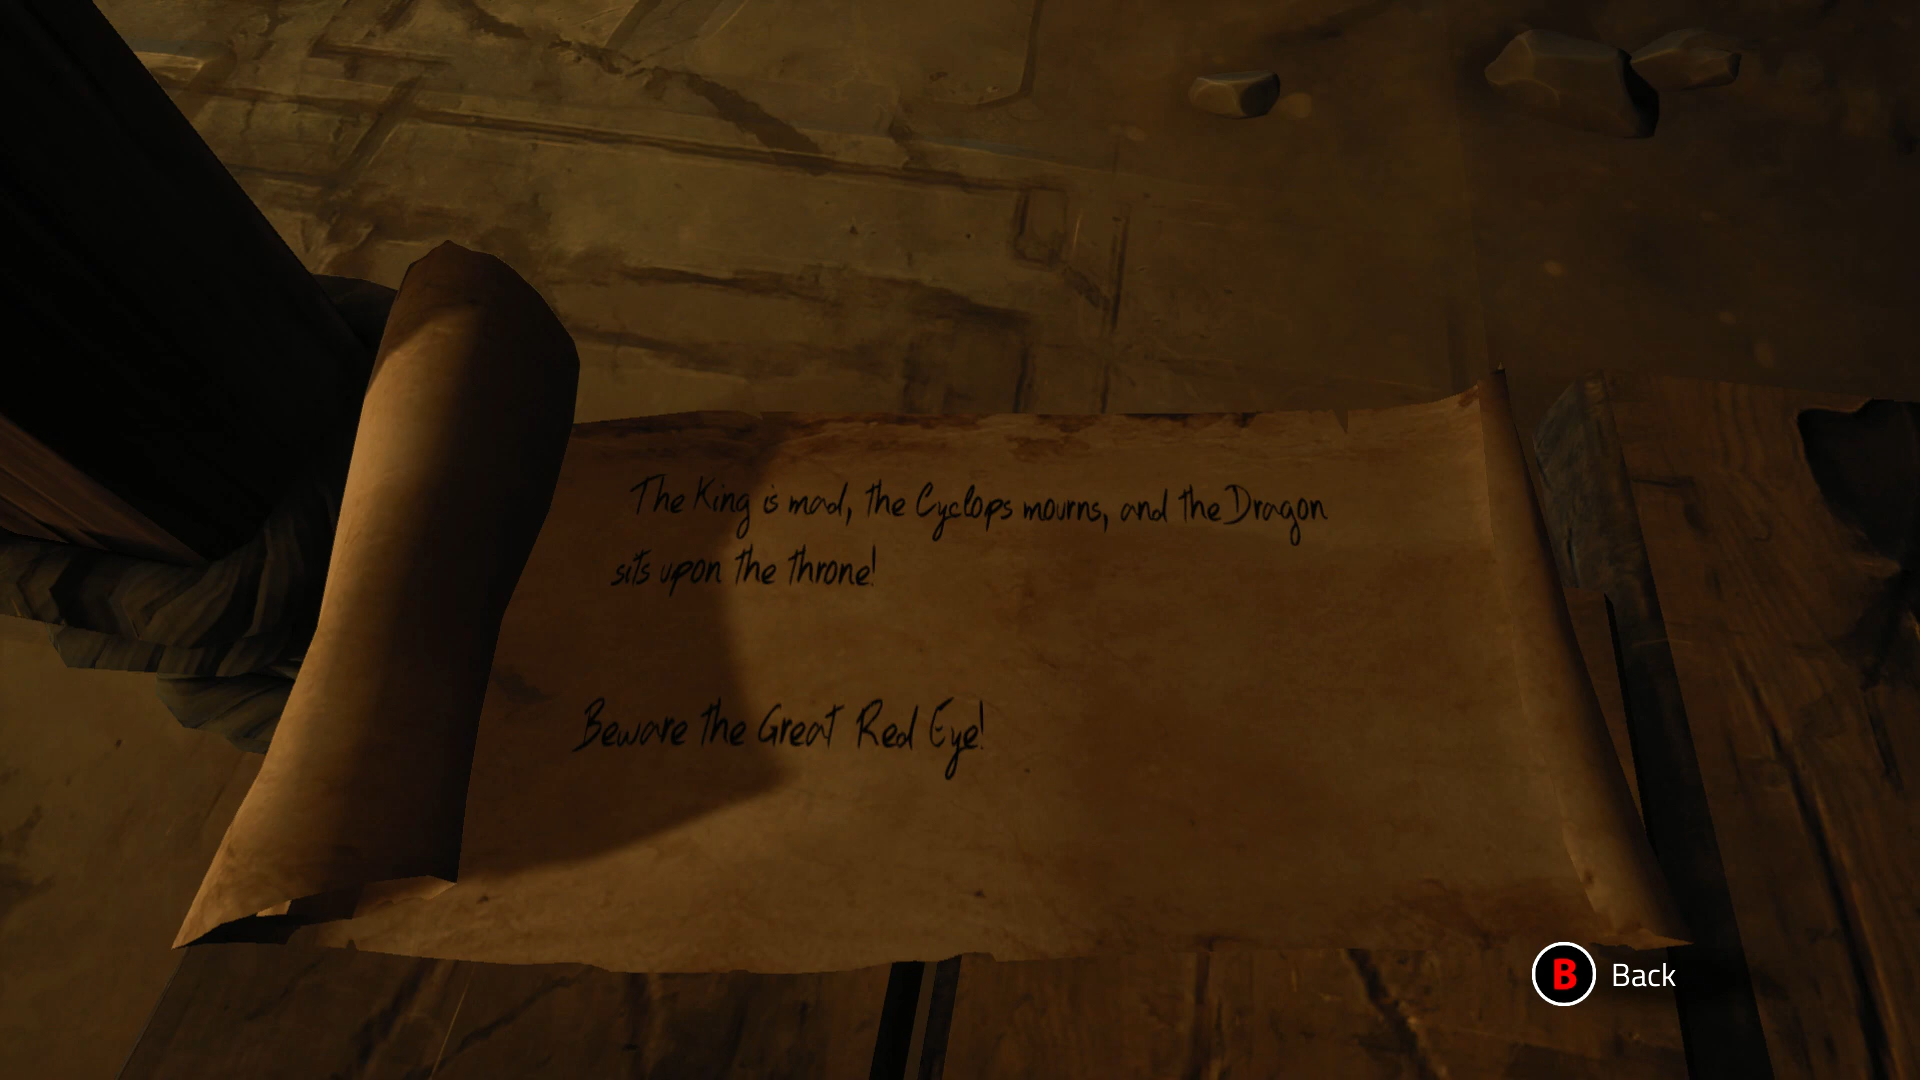 The King is mad, the Cyclops mourns, and the Dragon
sits upon the throne!
Beware the Great Red Eye!
B Back